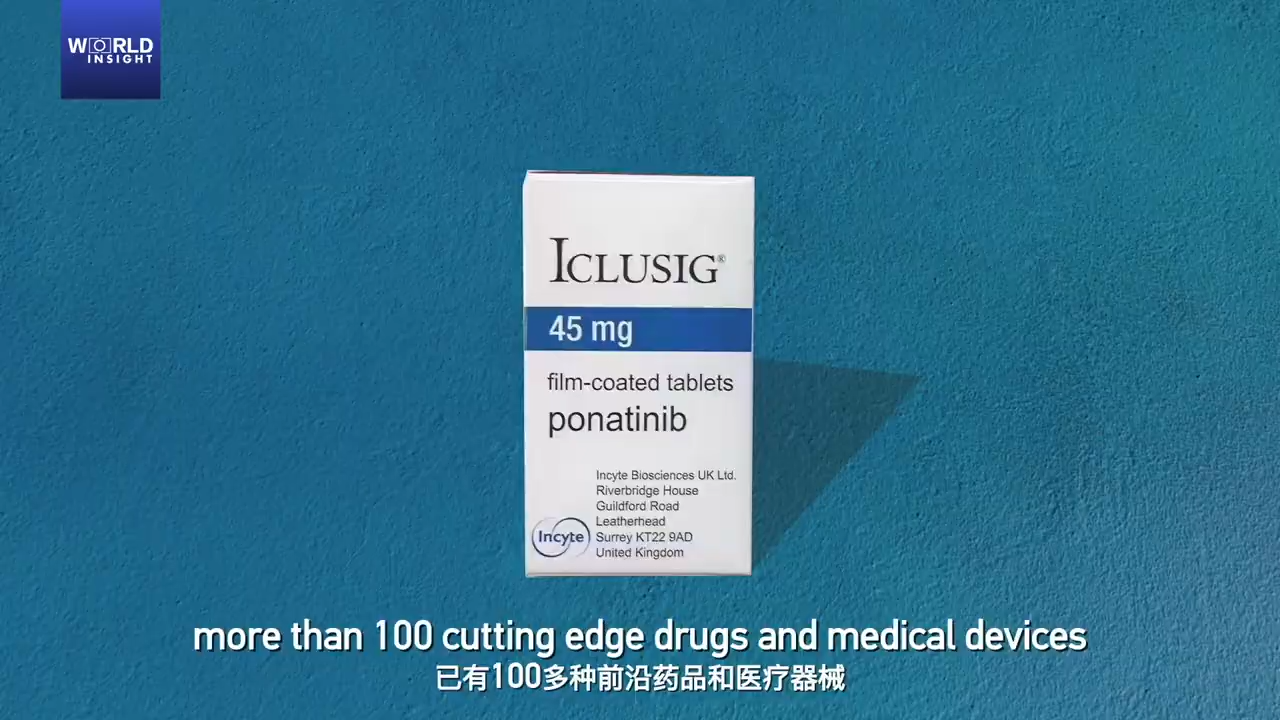 WORLD
INSIGHT
ICLUSIG®
45 mg
film-coated tablets
ponatinib
Incyte Biosciences UK Ltd.
Riverbridge House
Guildford Road
Leatherhead
Surrey KT22 9AD
United Kingdom
Incyte
more than 100 cutting edge drugs and medical devices
已有100多种前沿药品和医疗器械